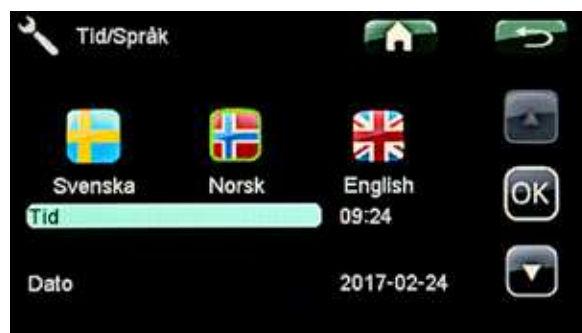 Tid/Språk
Svenska Norsk English
OK
Tid 09:24
Dato 2017-02-24